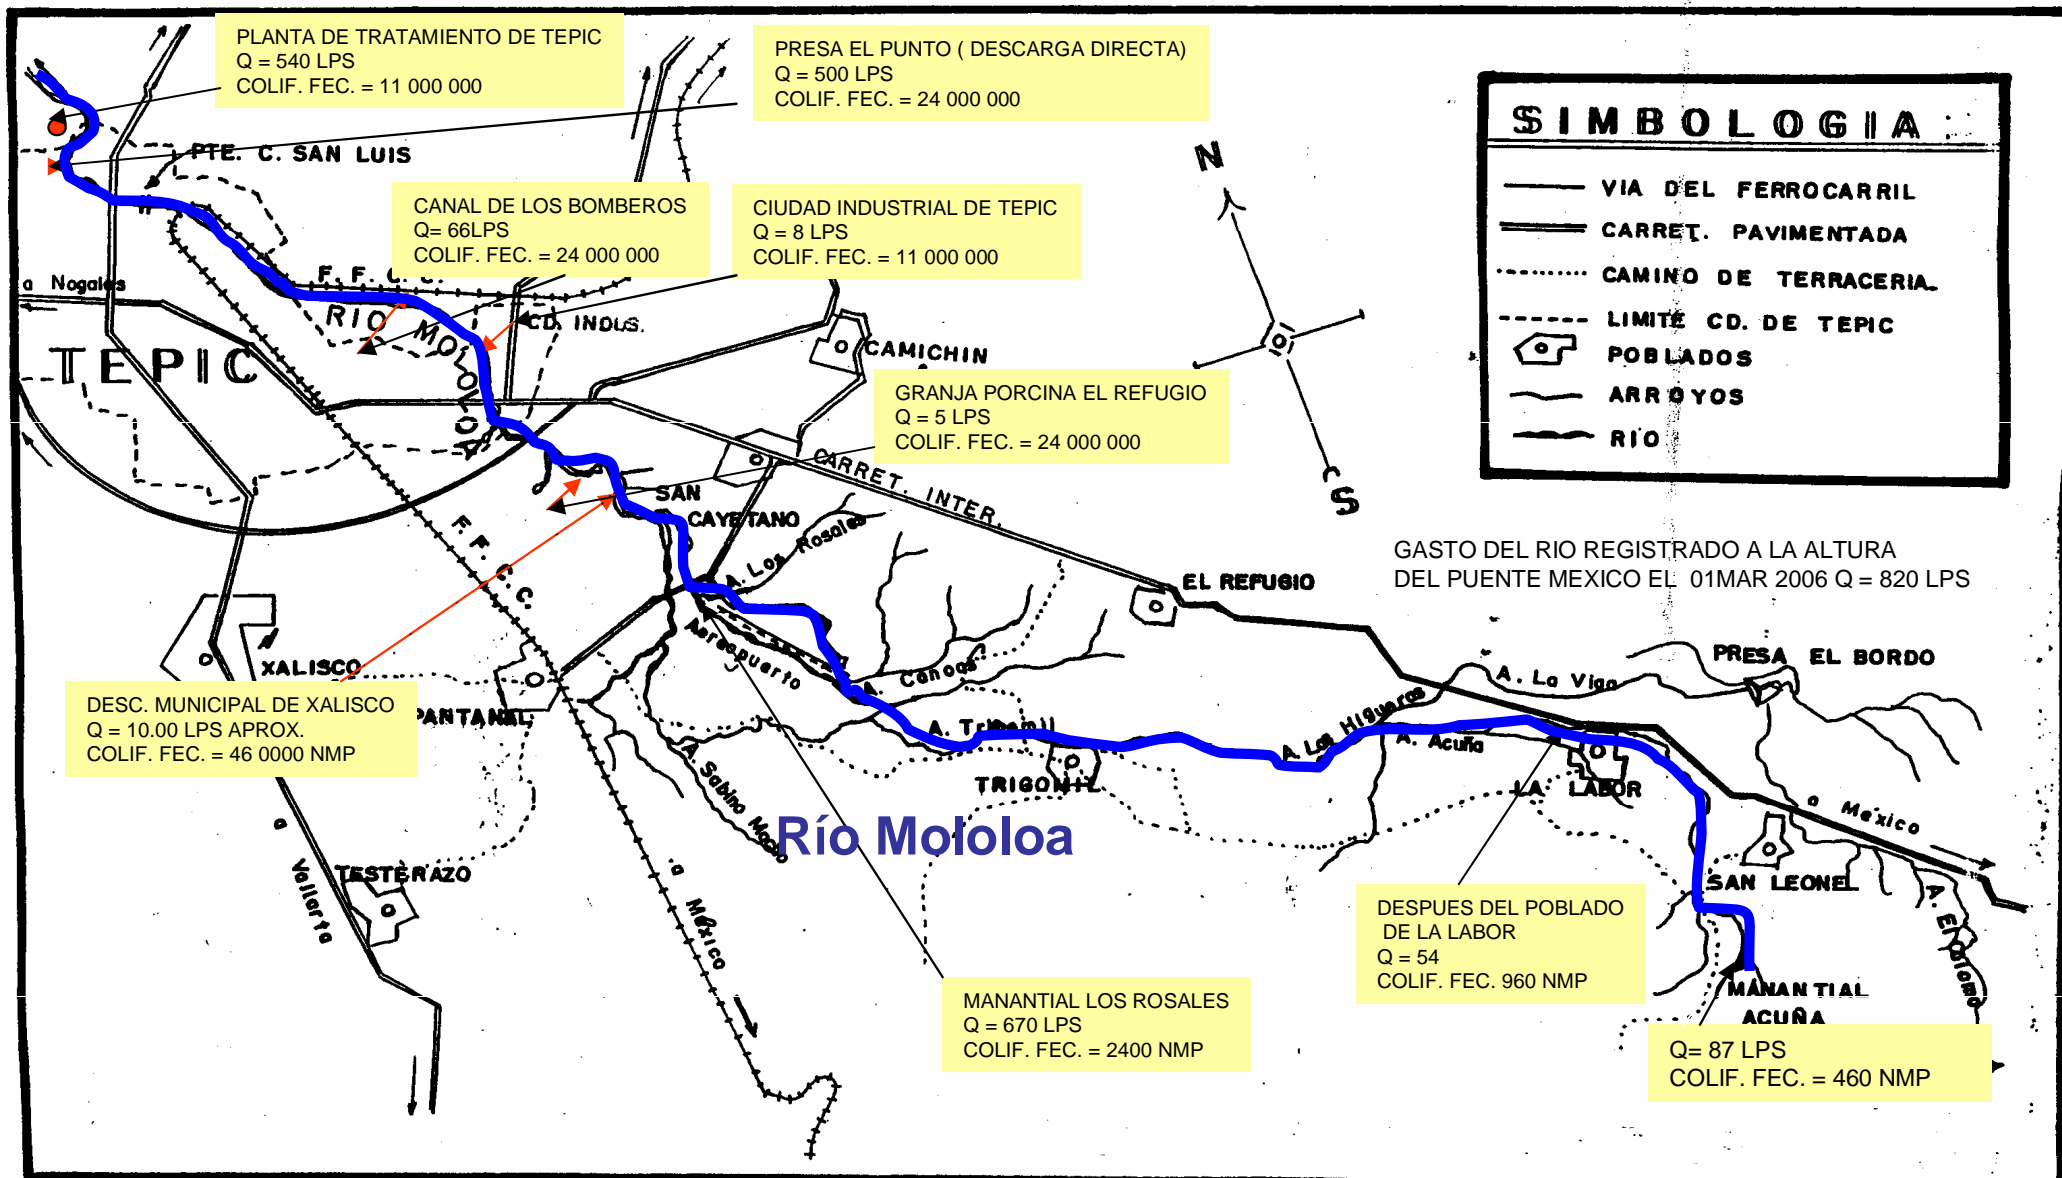 PLANTA DE TRATAMIENTO DE TEPIC
Q = 540 LPS
COLIF. FEC. = 11 000 000
PRESA EL PUNTO ( DESCARGA DIRECTA)
Q = 500 LPS
COLIF. FEC. = 24 000 000
SIMBOLOGIA
VIA DEL FERROCARRIL
CARRET. PAVIMENTADA
CAMINO DE TERRACERIA.
LIMITE CD. DE TEPIC
POBLADOS
ARROYOS
RIO
N
S
PTE. C. SAN LUIS
CANAL DE LOS BOMBEROS
Q= 66LPS
COLIF. FEC. = 24 000 000
CIUDAD INDUSTRIAL DE TEPIC
Q = 8 LPS
COLIF. FEC. = 11 000 000
a Nogales
F. F. C. C.
RIO MOLOLOA
CD. INDUS.
TEPIC
CAMICHIN
GRANJA PORCINA EL REFUGIO
Q = 5 LPS
COLIF. FEC. = 24 000 000
CARRET. INTER.
SAN
CAYETANO
A. Los Rosales
F. F. C. C.
EL REFUGIO
GASTO DEL RIO REGISTRADO A LA ALTURA
DEL PUENTE MEXICO EL 01MAR 2006 Q = 820 LPS
Aeropuerto
A. Canoas
XALISCO
PANTANAL
DESC. MUNICIPAL DE XALISCO
Q = 10.00 LPS APROX.
COLIF. FEC. = 46 0000 NMP
PRESA EL BORDO
A. La Viga
A. Las Higueras
A. Acuña
A. Trigomil
TRIGOMIL
LA LABOR
A. Sabino Macho
Río Mololoa
a Mexico
a Vallarta
TESTERAZO
a México
SAN LEONEL
DESPUES DEL POBLADO
DE LA LABOR
Q = 54
COLIF. FEC. 960 NMP
MANANTIAL
ACUÑA
MANANTIAL LOS ROSALES
Q = 670 LPS
COLIF. FEC. = 2400 NMP
Q= 87 LPS
COLIF. FEC. = 460 NMP